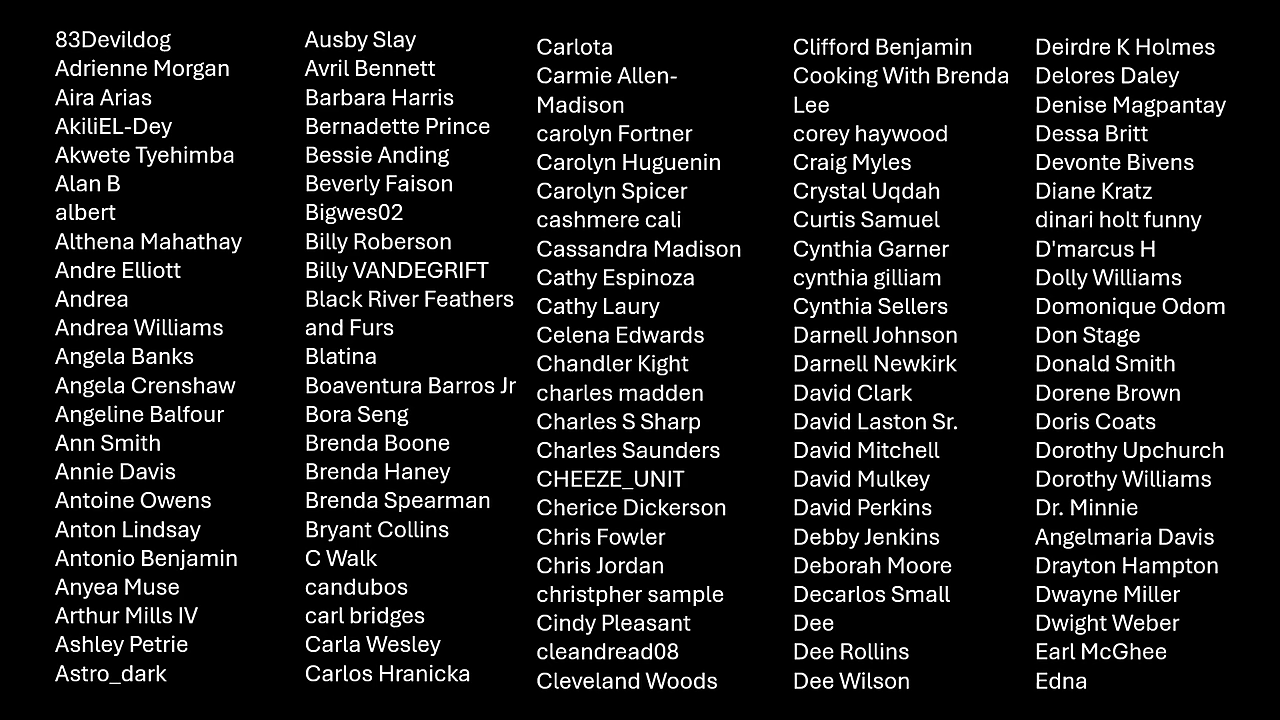 83Devildog
Adrienne Morgan
Aira Arias
AkiliEL-Dey
Akwete Tyehimba
Alan B
albert
Althena Mahathay
Andre Elliott
Andrea
Andrea Williams
Angela Banks
Angela Crenshaw
Angeline Balfour
Ann Smith
Annie Davis
Antoine Owens
Anton Lindsay
Antonio Benjamin
Anyea Muse
Arthur Mills IV
Ashley Petrie
Astro_dark
Ausby Slay
Avril Bennett
Barbara Harris
Bernadette Prince
Bessie Anding
Beverly Faison
Bigwes02
Billy Roberson
Billy VANDEGRIFT
Black River Feathers
and Furs
Blatina
Boaventura Barros Jr
Bora Seng
Brenda Boone
Brenda Haney
Brenda Spearman
Bryant Collins
C Walk
candubos
carl bridges
Carla Wesley
Carlos Hranicka
Carlota
Carmie Allen-
Madison
carolyn Fortner
Carolyn Huguenin
Carolyn Spicer
cashmere cali
Cassandra Madison
Cathy Espinoza
Cathy Laury
Celena Edwards
Chandler Kight
charles madden
Charles S Sharp
Charles Saunders
CHEEZE_UNIT
Cherice Dickerson
Chris Fowler
Chris Jordan
christpher sample
Cindy Pleasant
cleandread08
Cleveland Woods
Clifford Benjamin
Cooking With Brenda
Lee
corey haywood
Craig Myles
Crystal Uqdah
Curtis Samuel
Cynthia Garner
cynthia gilliam
Cynthia Sellers
Darnell Johnson
Darnell Newkirk
David Clark
David Laston Sr.
David Mitchell
David Mulkey
David Perkins
Debby Jenkins
Deborah Moore
Decarlos Small
Dee
Dee Rollins
Dee Wilson
Deirdre K Holmes
Delores Daley
Denise Magpantay
Dessa Britt
Devonte Bivens
Diane Kratz
dinari holt funny
D'marcus H
Dolly Williams
Domonique Odom
Don Stage
Donald Smith
Dorene Brown
Doris Coats
Dorothy Upchurch
Dorothy Williams
Dr. Minnie
Angelmaria Davis
Drayton Hampton
Dwayne Miller
Dwight Weber
Earl McGhee
Edna